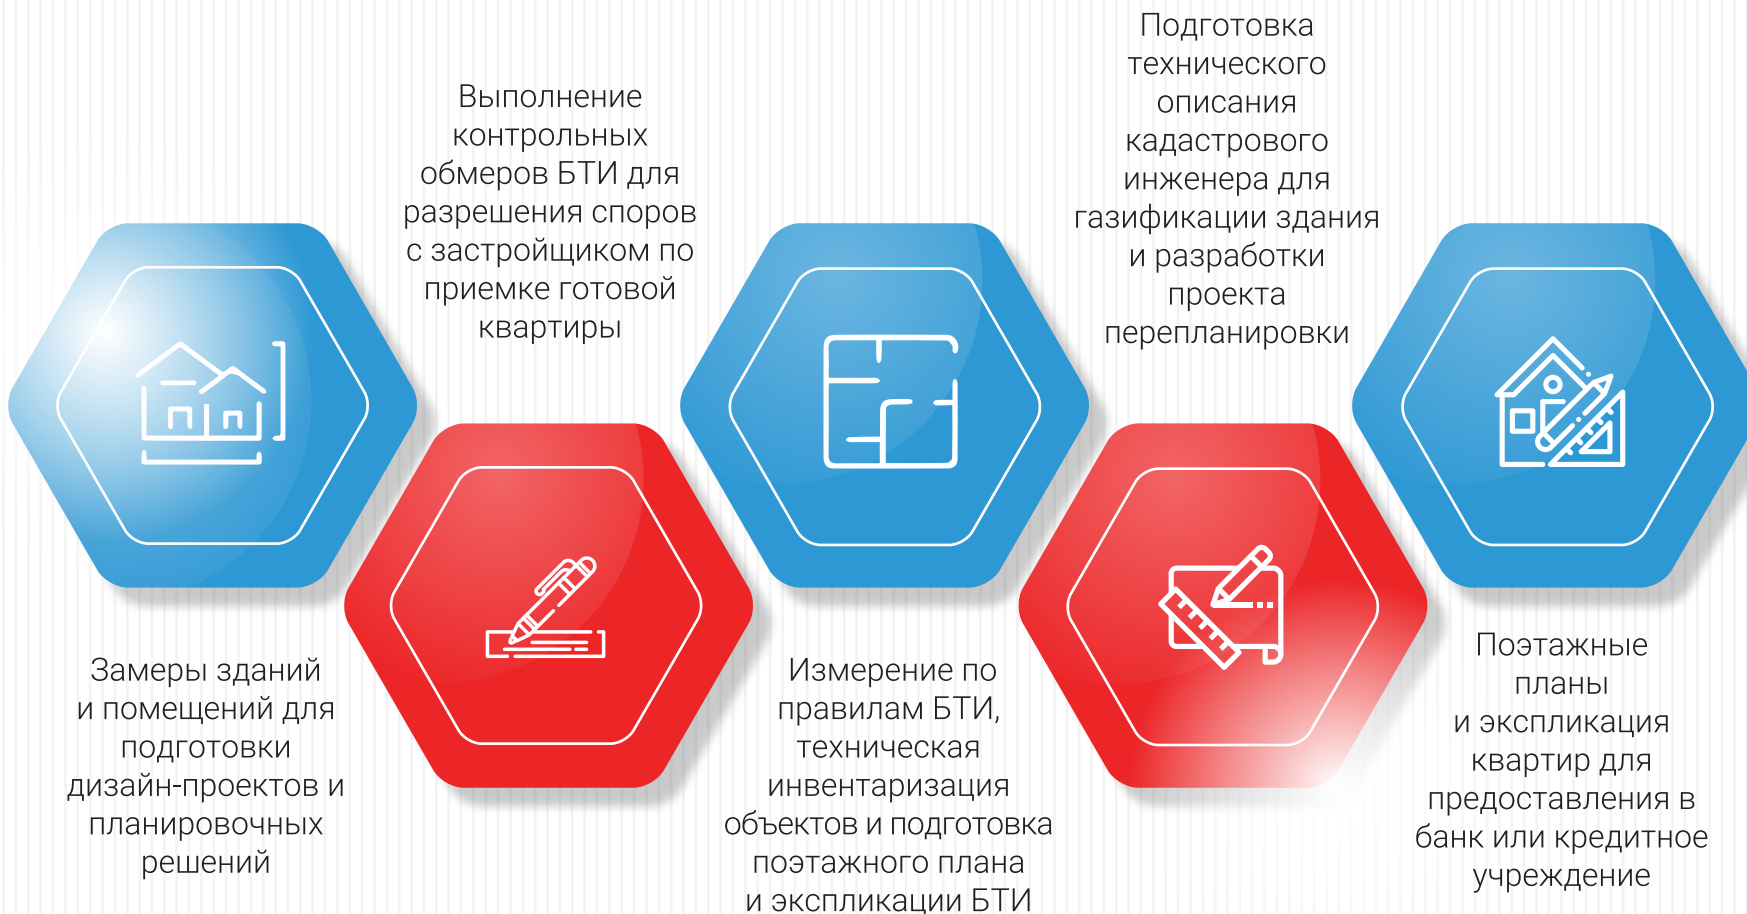 Замеры зданий
и помещений для
подготовки
дизайн-проектов и
планировочных
решений
Выполнение
контрольных
обмеров БТИ для
разрешения споров
с застройщиком по
приемке готовой
квартиры
Измерение по
правилам БТИ,
техническая
инвентаризация
объектов и подготовка
поэтажного плана
и экспликации БТИ
Подготовка
технического
описания
кадастрового
инженера для
газификации здания
и разработки
проекта
перепланировки
Поэтажные
планы
и экспликация
квартир для
предоставления в
банк или кредитное
учреждение